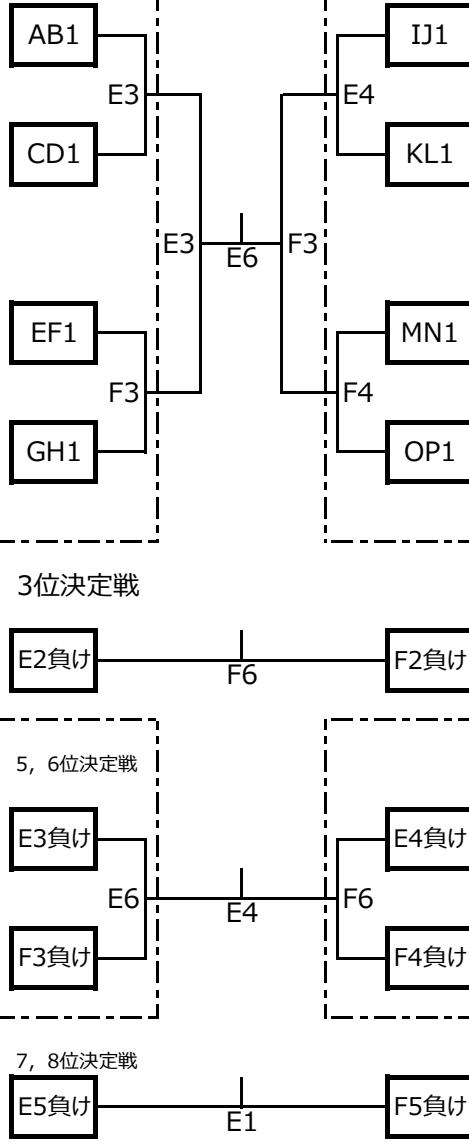 AB1
IJ1
E3
E4
CD1
KL1
E3
E6
F3
EF1
MN1
F3
F4
GH1
OP1
3位決定戦
E2負け
F6
F2負け
5, 6位決定戦
E3負け
E4負け
E6
E4
F6
F3負け
F4負け
7, 8位決定戦
E5負け
E1
F5負け